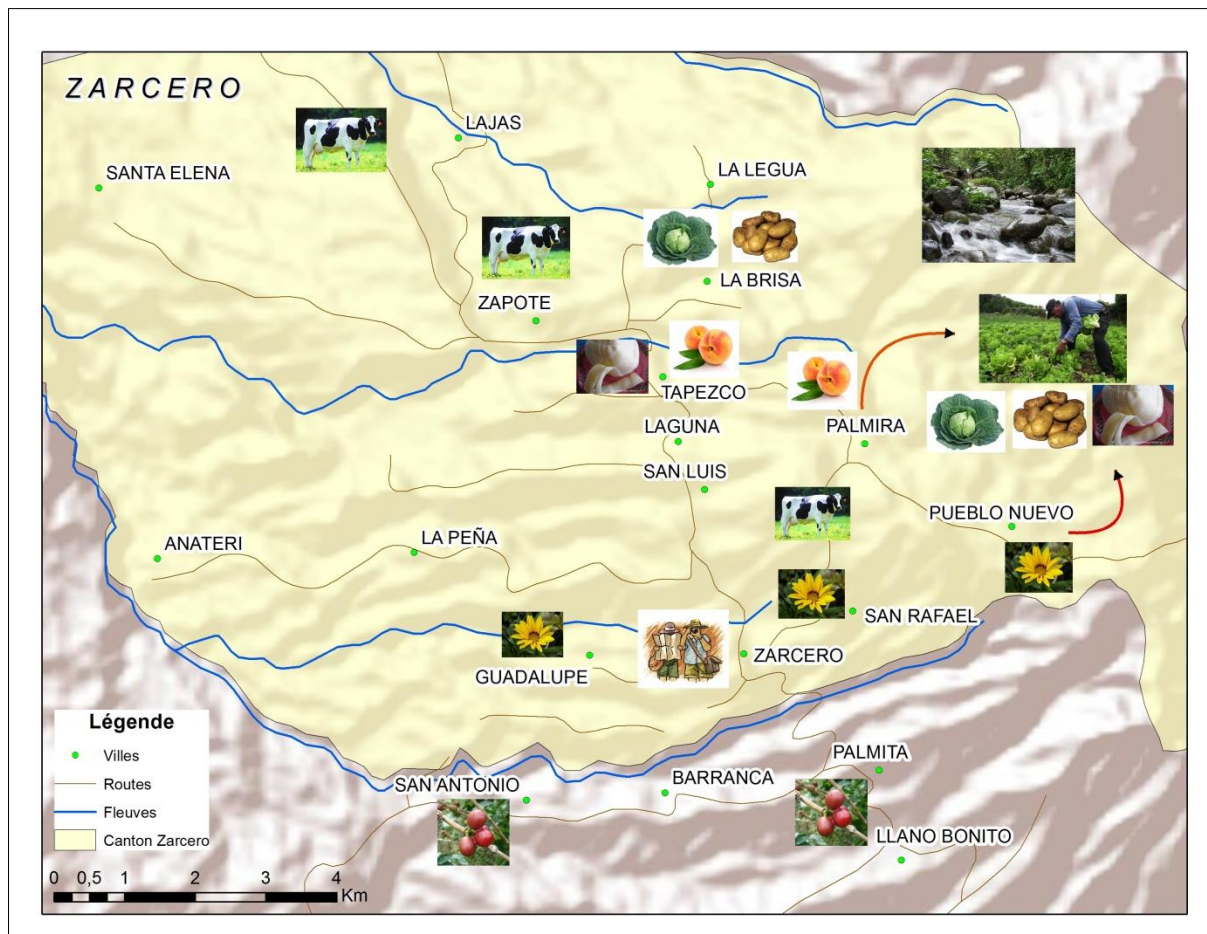 ZARCERO
LAJAS
SANTA ELENA
LA LEGUA
LA BRISA
ZAPOTE
TAPEZCO
LAGUNA
PALMIRA
SAN LUIS
PUEBLO NUEVO
ANATERI
LA PEÑA
SAN RAFAEL
ZARCERO
GUADALUPE
PALMITA
BARRANCA
SAN ANTONIO
LLANO BONITO
Légende
Villes
Routes
Fleuves
Canton Zarcero
0 0,5 1 2 3 4
Km